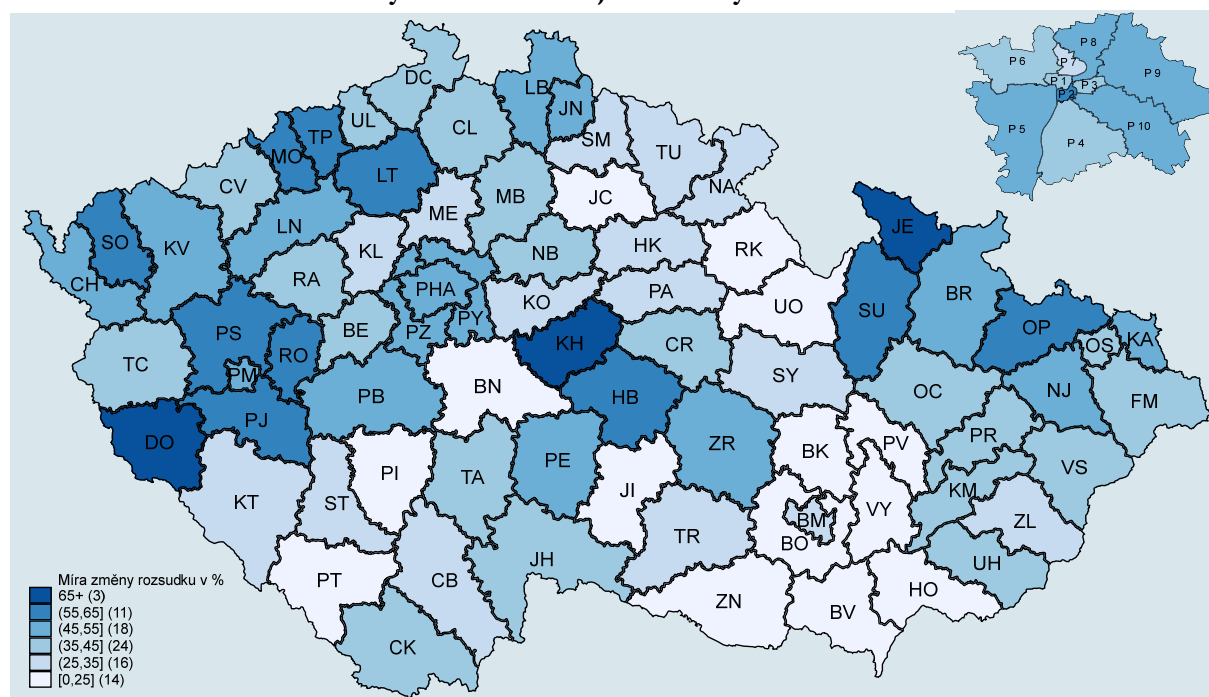 P 8
P 6
P 7
P 9
P 1
P 3
P 2
P 5
P 10
P 4
DC
LB
JN
UL
TP
CL
SM
TU
MO
LT
CV
NA
MB
JC
ME
SO
KV
LN
KL
HK
RK
JE
NB
CH
RA
PHA
KO
PA
UO
SU
BR
OP
PS
BE
PZ
PY
KH
CR
OS
KA
TC
RO
PM
SY
PB
BN
HB
OC
NJ
FM
DO
PJ
ZR
PV
PR
PI
TA
PE
BK
VS
KT
ST
JI
KM
BM
VY
ZL
TR
BO
JH
UH
PT
CB
HO
ZN
BV
CK
Míra změny rozsudku v %
65+ (3)
(55,65] (11)
(45,55] (18)
(35,45] (24)
(25,35] (16)
[0,25] (14)